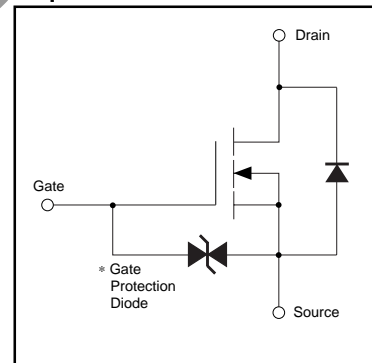 Drain
Gate
* Gate
Protection
Diode
Source